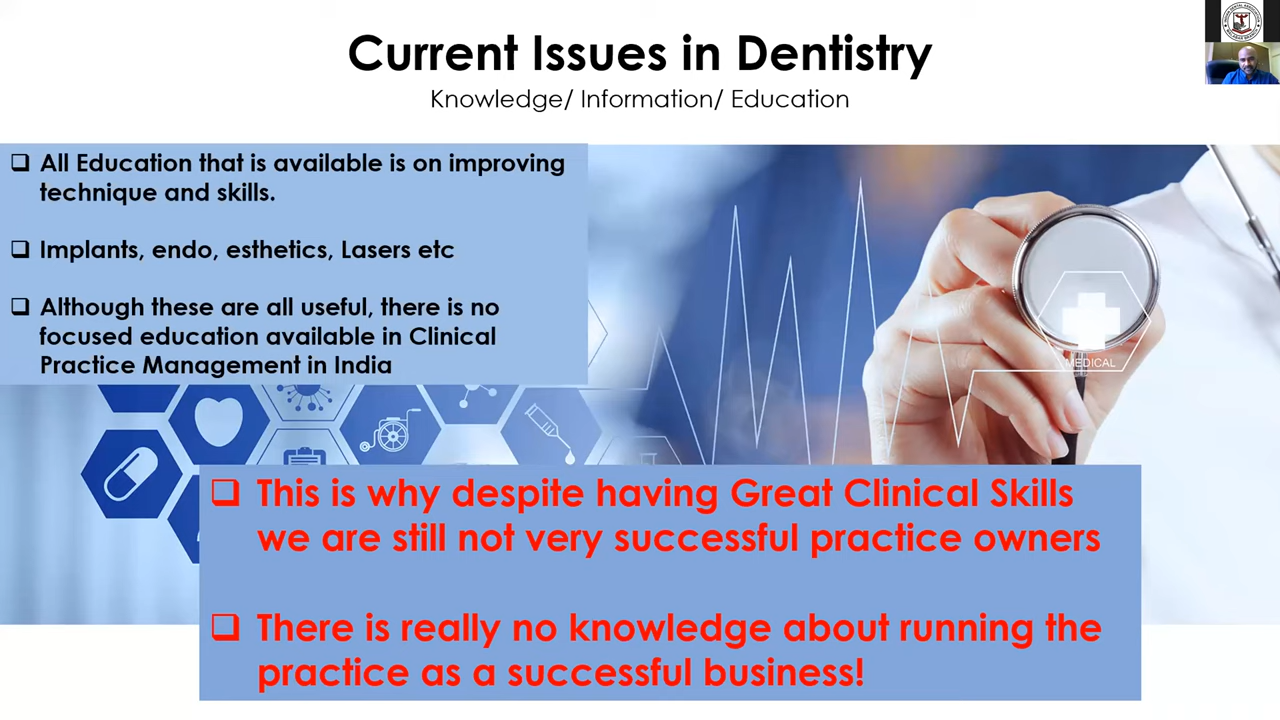 Current Issues in Dentistry
Knowledge/ Information/ Education
All Education that is available is on improving
technique and skills.
Implants, endo, esthetics, Lasers etc
Although these are all useful, there is no
focused education available in Clinical
Practice Management in India
MEDICAL
This is why despite having Great Clinical Skills
we are still not very successful practice owners
There is really no knowledge about running the
practice as a successful business!